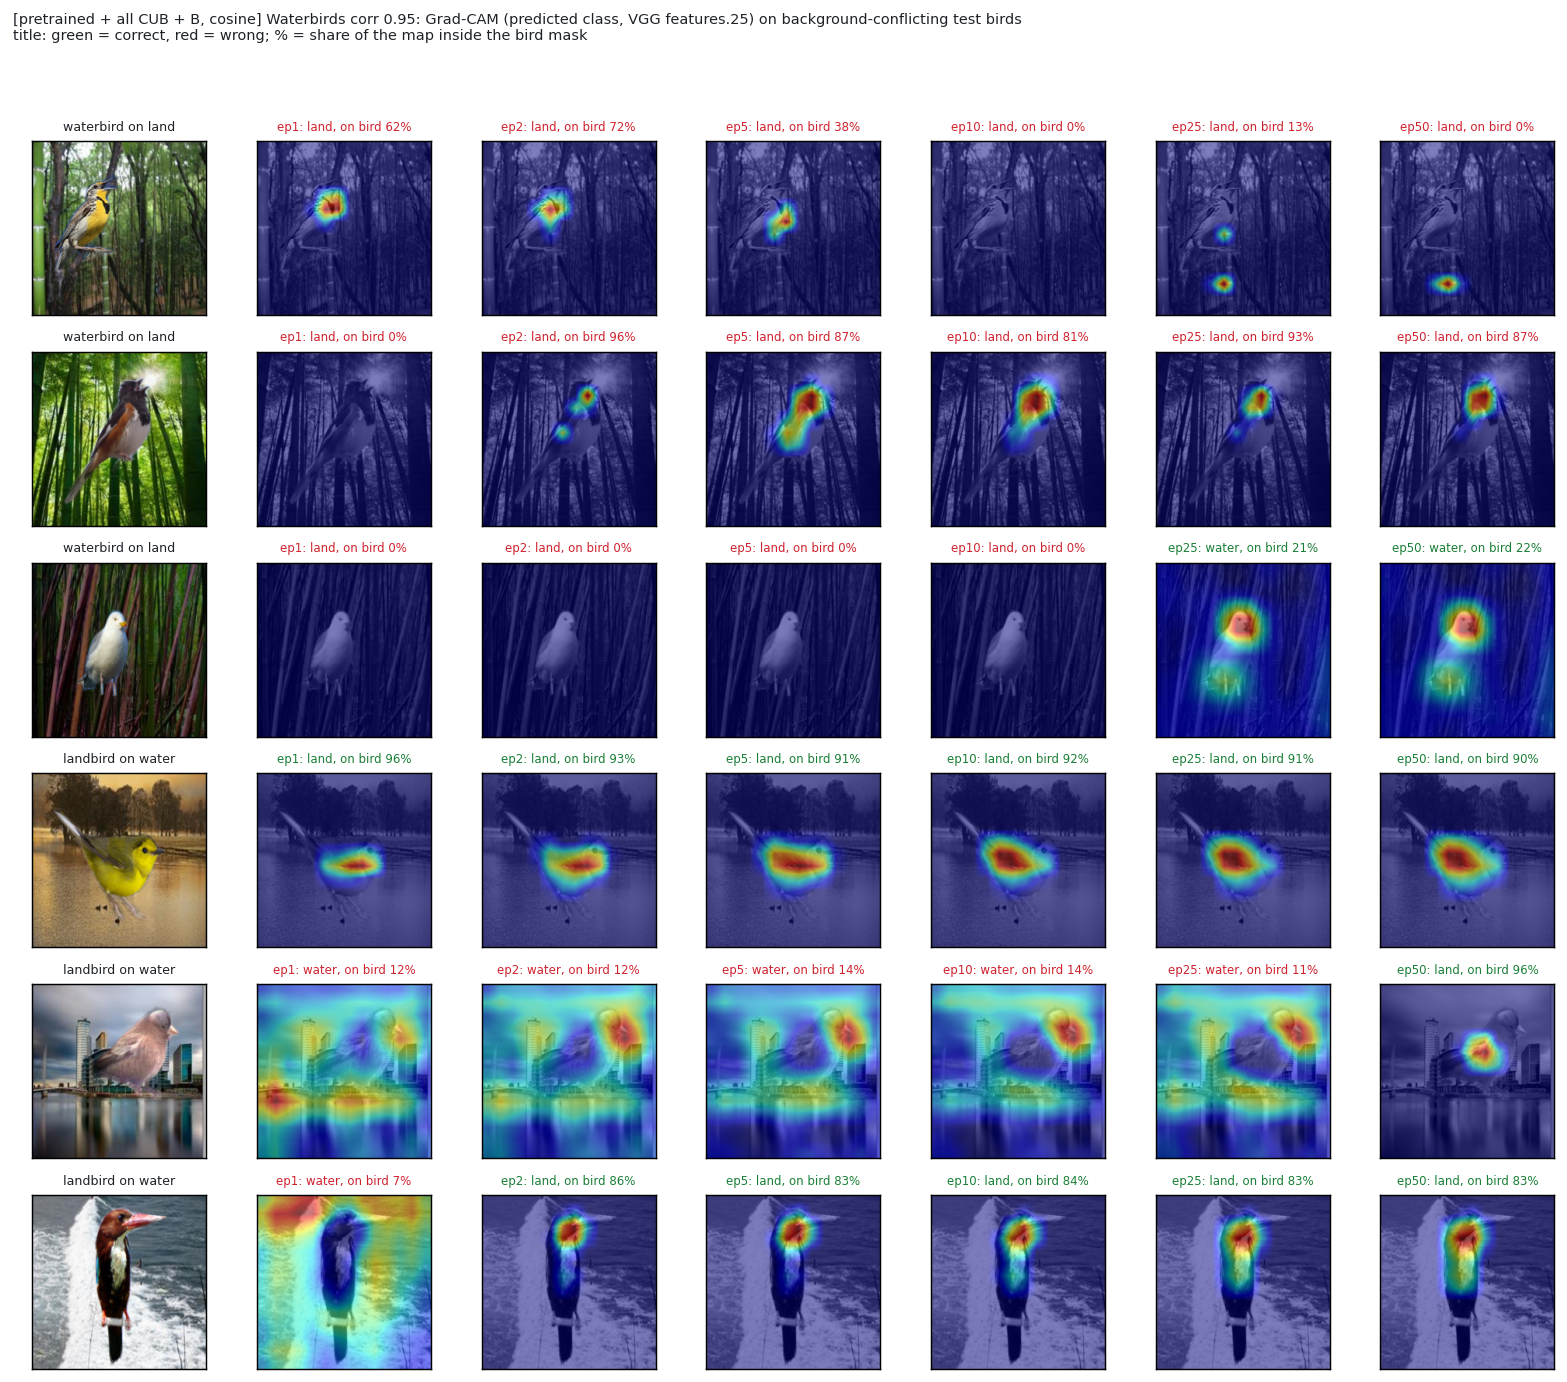 [pretrained + all CUB + B, cosine] Waterbirds corr 0.95: Grad-CAM (predicted class, VGG features.25) on background-conflicting test birds
title: green = correct, red = wrong; % = share of the map inside the bird mask
waterbird on land
ep1: land, on bird 62%
ep2: land, on bird 72%
ep5: land, on bird 38%
ep10: land, on bird 0%
ep25: land, on bird 13%
ep50: land, on bird 0%
waterbird on land
ep1: land, on bird 0%
ep2: land, on bird 96%
ep5: land, on bird 87%
ep10: land, on bird 81%
ep25: land, on bird 93%
ep50: land, on bird 87%
waterbird on land
ep1: land, on bird 0%
ep2: land, on bird 0%
ep5: land, on bird 0%
ep10: land, on bird 0%
ep25: water, on bird 21%
ep50: water, on bird 22%
landbird on water
ep1: land, on bird 96%
ep2: land, on bird 93%
ep5: land, on bird 91%
ep10: land, on bird 92%
ep25: land, on bird 91%
ep50: land, on bird 90%
landbird on water
ep1: water, on bird 12%
ep2: water, on bird 12%
ep5: water, on bird 14%
ep10: water, on bird 14%
ep25: water, on bird 11%
ep50: land, on bird 96%
landbird on water
ep1: water, on bird 7%
ep2: land, on bird 86%
ep5: land, on bird 83%
ep10: land, on bird 84%
ep25: land, on bird 83%
ep50: land, on bird 83%